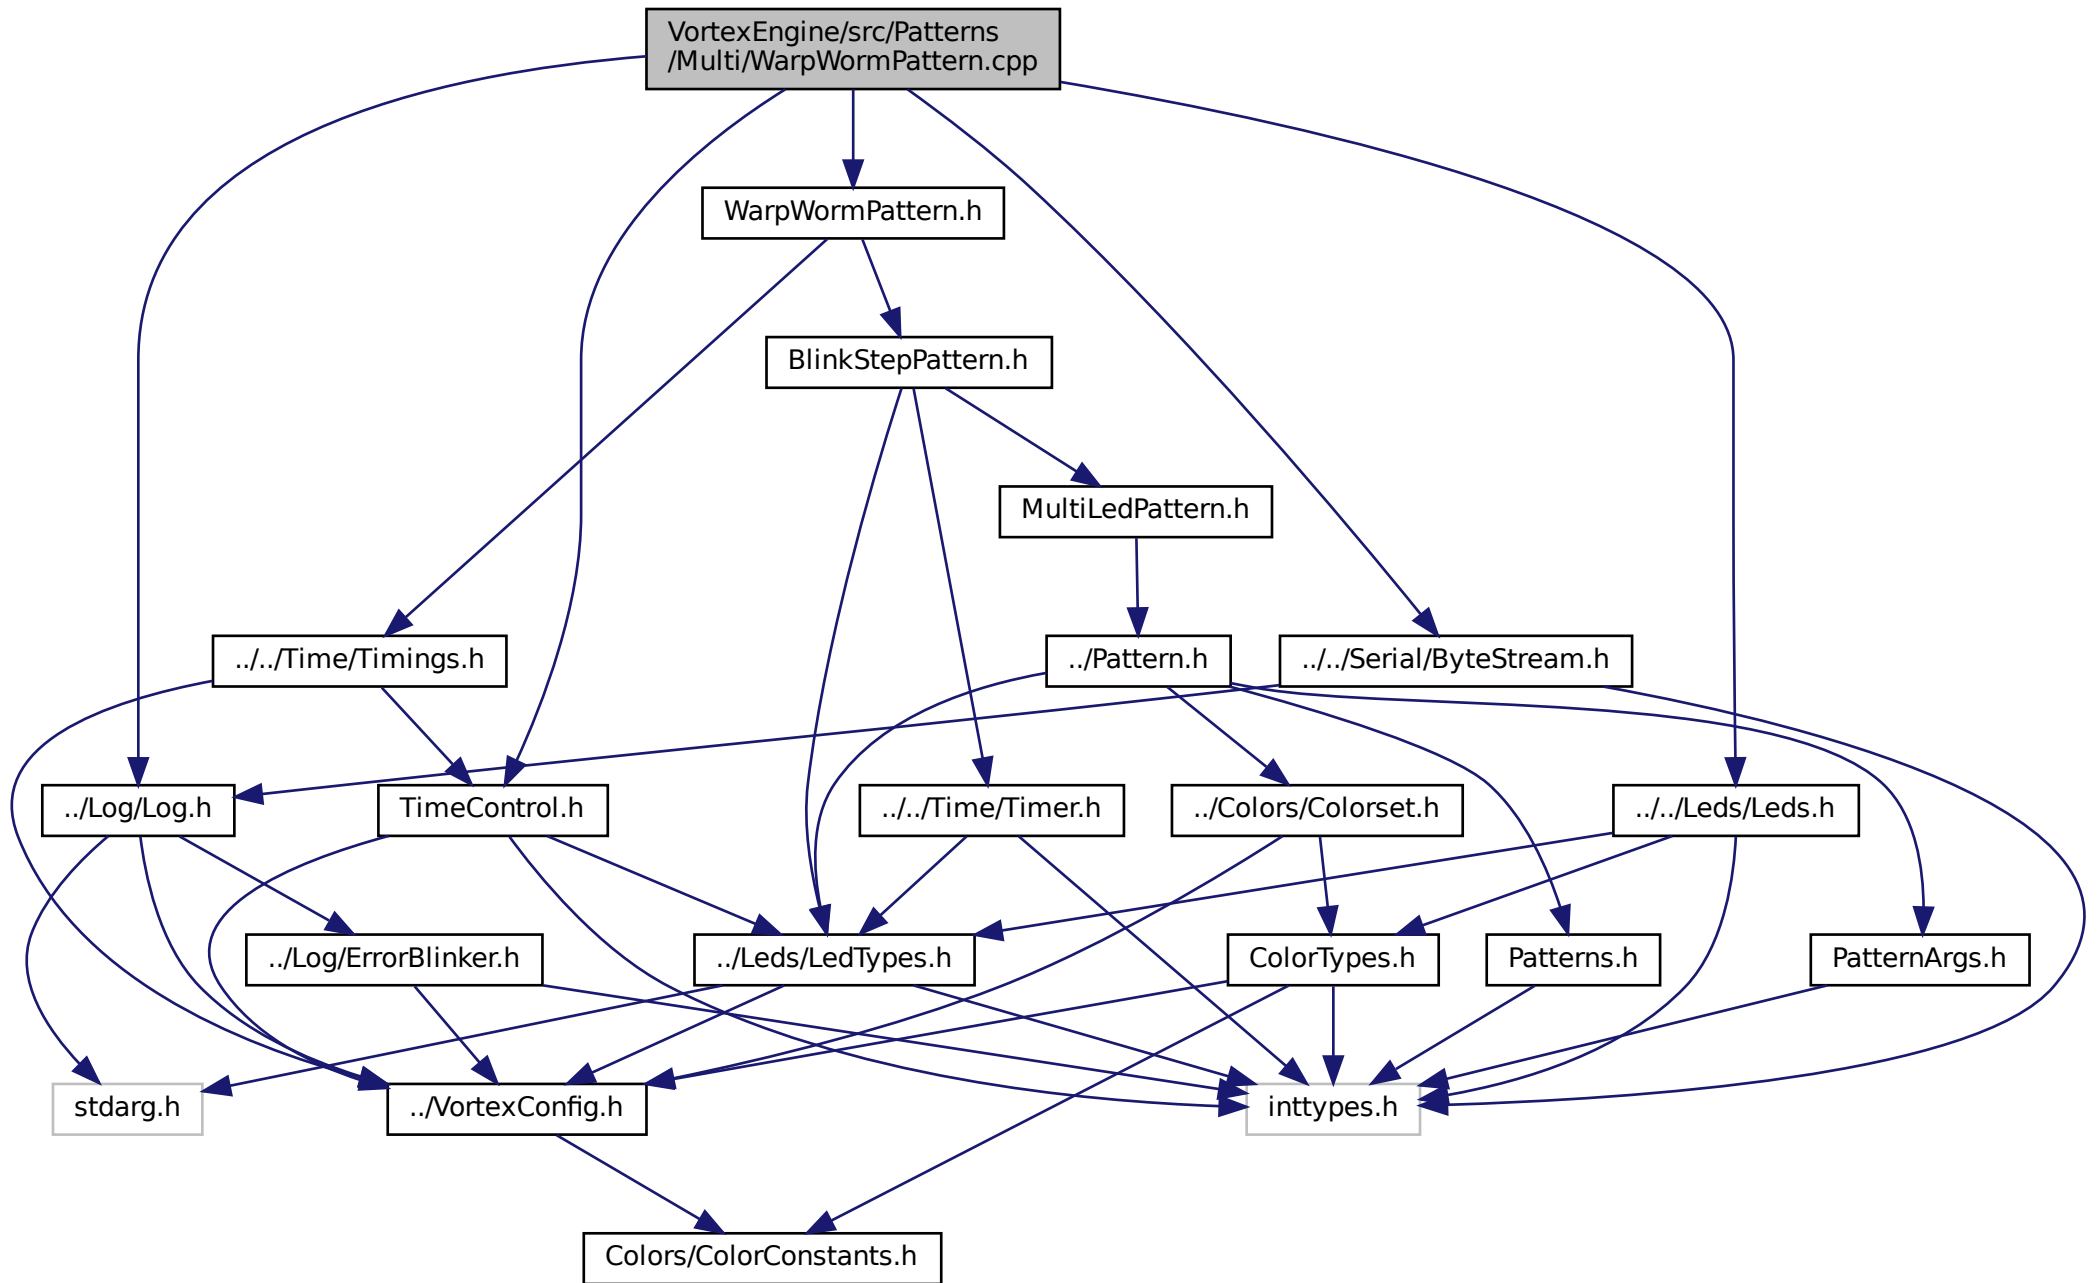 VortexEngine/src/Patterns
/Multi/WarpWormPattern.cpp
WarpWormPattern.h
BlinkStepPattern.h
MultiLedPattern.h
../../Time/Timings.h
../Pattern.h
../../Serial/ByteStream.h
../Log/Log.h
TimeControl.h
../../Time/Timer.h
../Colors/Colorset.h
../../Leds/Leds.h
../Log/ErrorBlinker.h
../Leds/LedTypes.h
ColorTypes.h
Patterns.h
PatternArgs.h
stdarg.h
../VortexConfig.h
inttypes.h
Colors/ColorConstants.h